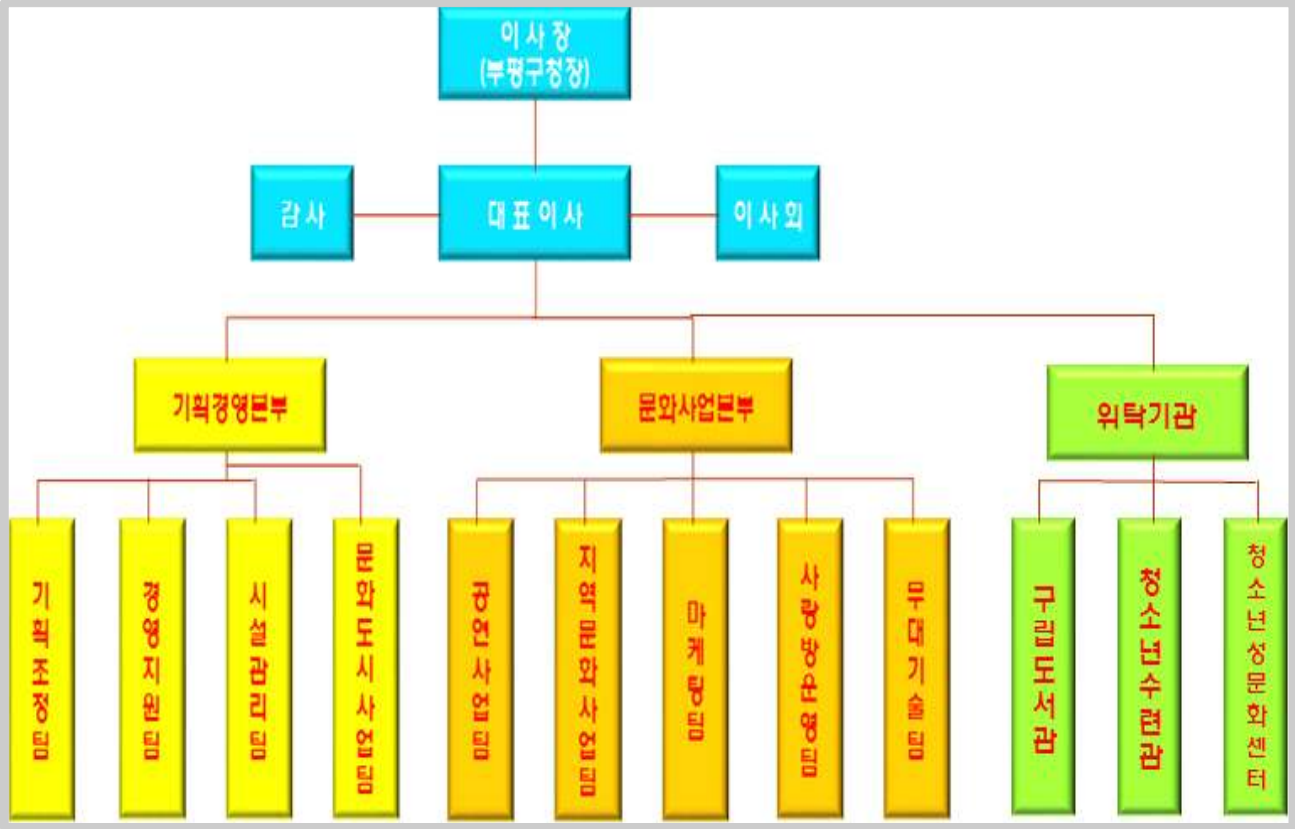 이사장
(부평구청장)
감사
대표이사
이사회
기획경영본부
문화사업본부
위탁기관
기획조정팀
경영지원팀
시설관리팀
문화도시사업팀
공연사업팀
지역문화사업팀
마케팅팀
사랑방운영팀
무대기술팀
구립도서관
청소년수련관
청소년성문화센터